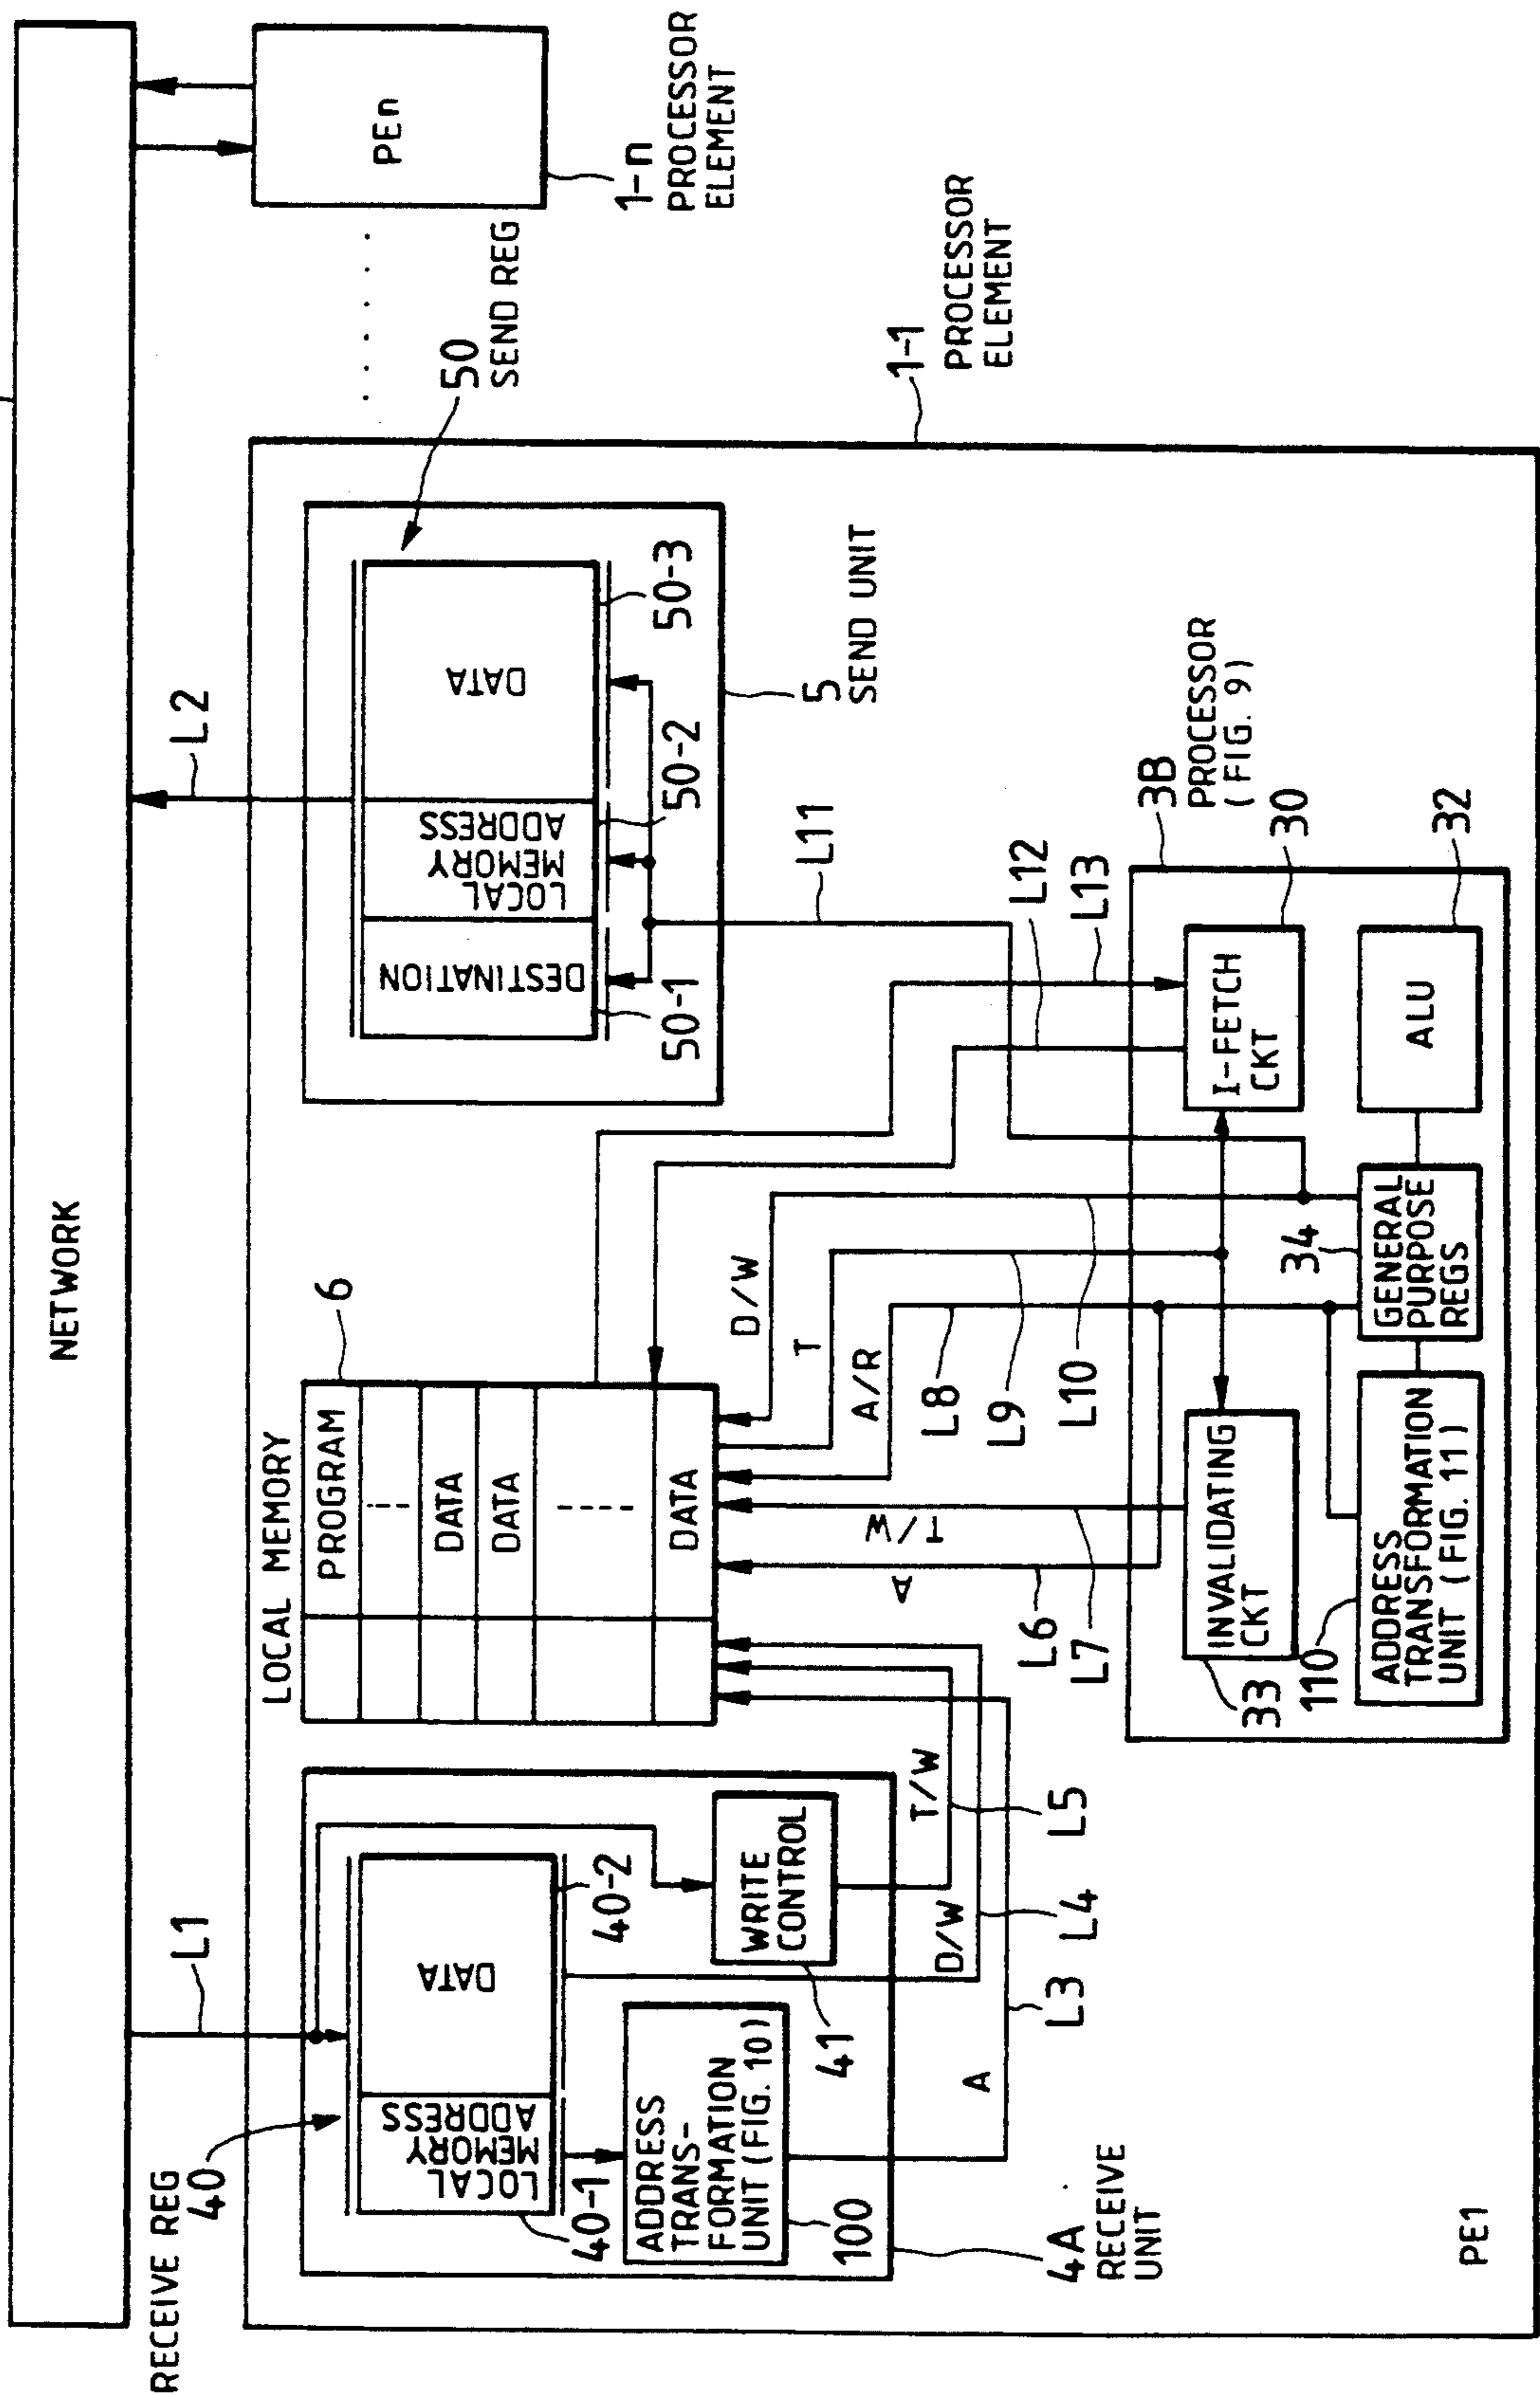 NETWORK
RECEIVE REG
40
L1
L2
LOCAL MEMORY
6
50
SEND REG
PEn
1-n
PROCESSOR
ELEMENT
LOCAL
MEMORY
ADDRESS
DATA
40-1
40-2
ADDRESS
TRANS-
FORMATION
UNIT (FIG. 10)
100
WRITE
CONTROL
41
4A
RECEIVE
UNIT
PROGRAM
DATA
DATA
DATA
DESTINATION
LOCAL
MEMORY
ADDRESS
DATA
50-1
50-2
50-3
5
SEND UNIT
1-1
PROCESSOR
ELEMENT
A
D/W
T/W
L3
L4
L5
A
T/W
A/R
T
D/W
L6
L7
L8
L9
L10
L11
L12
L13
3B
PROCESSOR
(FIG. 9)
INVALIDATING
CKT
33
I-FETCH
CKT
30
110
ADDRESS
TRANSFORMATION
UNIT (FIG. 11)
34
GENERAL
PURPOSE
REGS
ALU
32
PE1